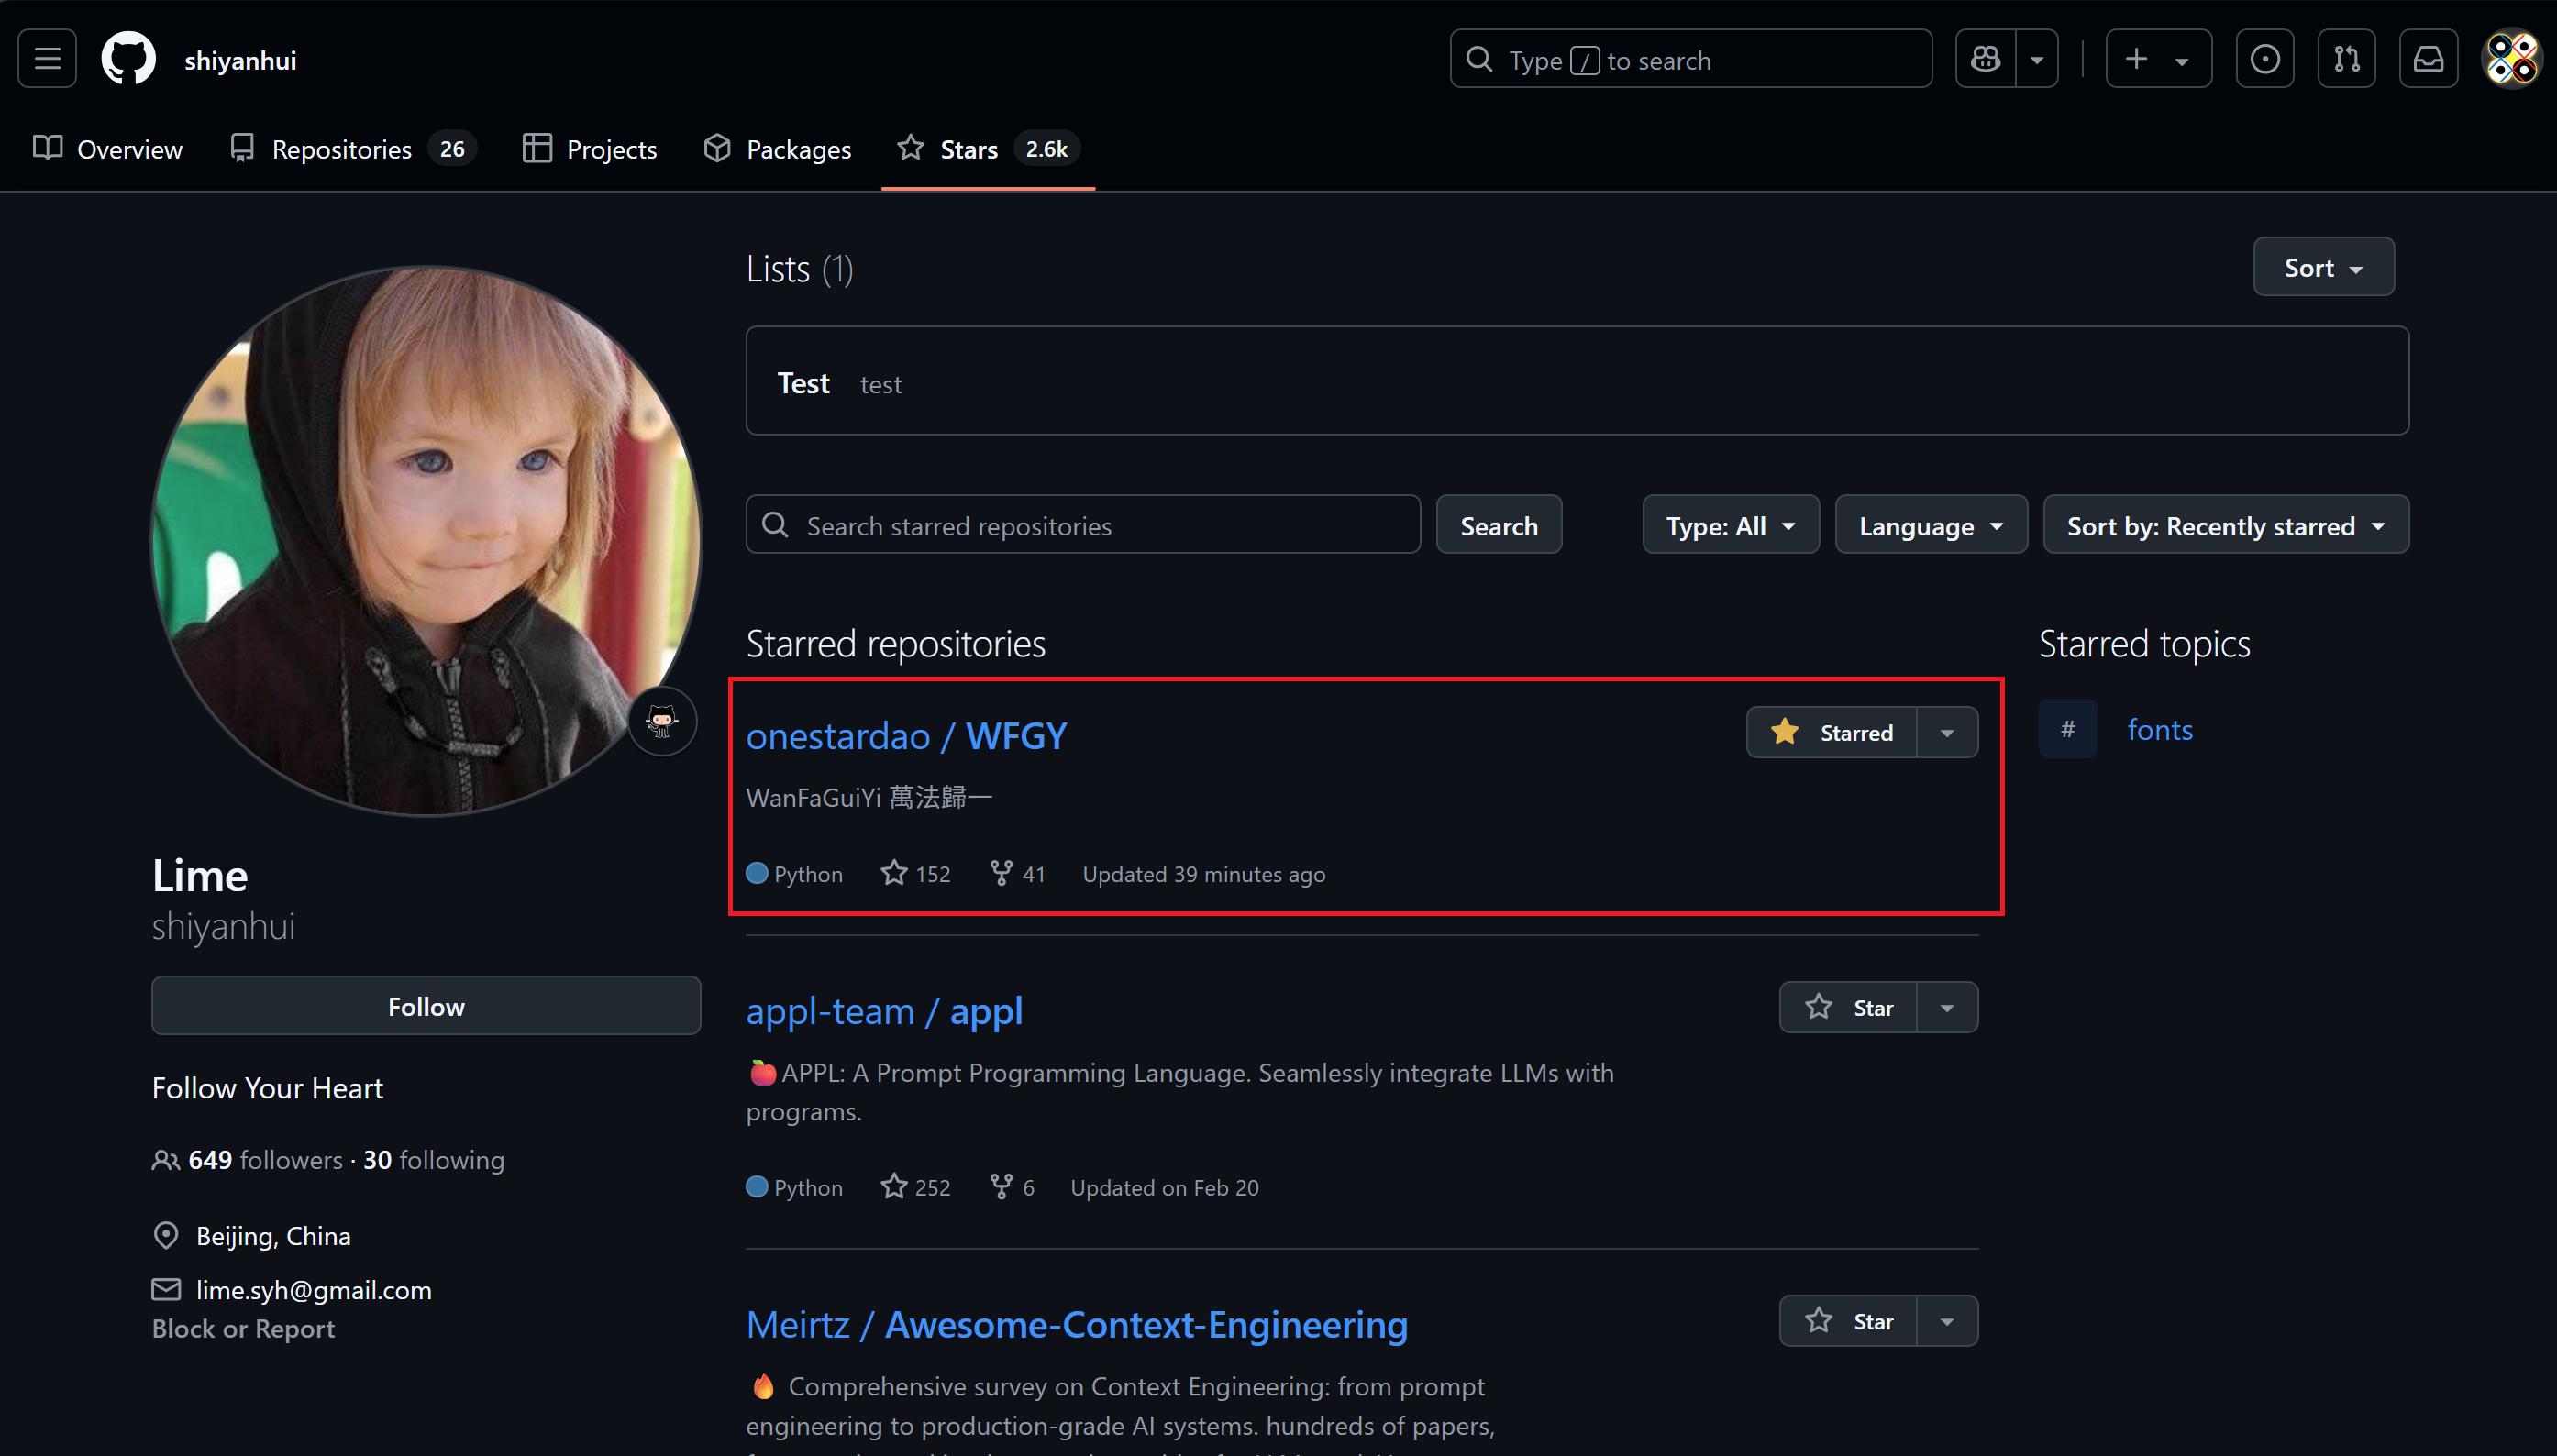 shiyanhui
Type / to search
Overview
Repositories 26
Projects
Packages
Stars 2.6k
Lists (1)
Sort
Test test
Search starred repositories
Search
Type: All
Language
Sort by: Recently starred
Starred repositories
Starred topics
onestardao / WFGY
Starred
# fonts
WanFaGuiYi 萬法歸一
Python 152 41 Updated 39 minutes ago
Lime
shiyanhui
Follow
Follow Your Heart
649 followers · 30 following
Beijing, China
lime.syh@gmail.com
Block or Report
appl-team / appl
Star
🍎APPL: A Prompt Programming Language. Seamlessly integrate LLMs with
programs.
Python 252 6 Updated on Feb 20
Meirtz / Awesome-Context-Engineering
Star
🔥 Comprehensive survey on Context Engineering: from prompt
engineering to production-grade AI systems. hundreds of papers,